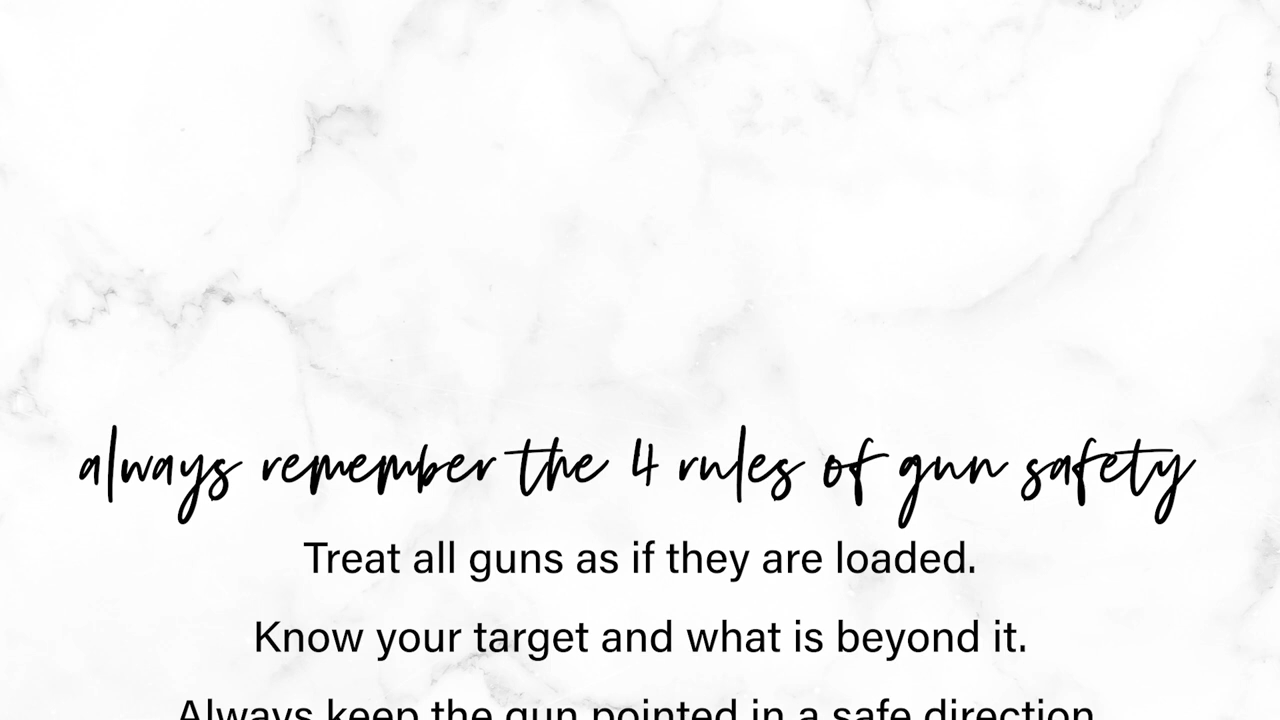 always remember the 4 rules of gun safety
Treat all guns as if they are loaded.
Know your target and what is beyond it.
Always keep the gun pointed in a safe direction